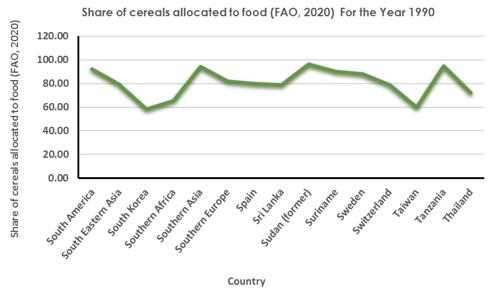 Share of cereals allocated to food (FAO, 2020) For the Year 1990
Share of cereals allocated to food (FAO, 2020)
120.00
100.00
80.00
60.00
40.00
20.00
0.00
South America
South Eastern Asia
South Korea
Southern Africa
Southern Asia
Southern Europe
Spain
Sri Lanka
Sudan (former)
Suriname
Sweden
Switzerland
Taiwan
Tanzania
Thailand
Country